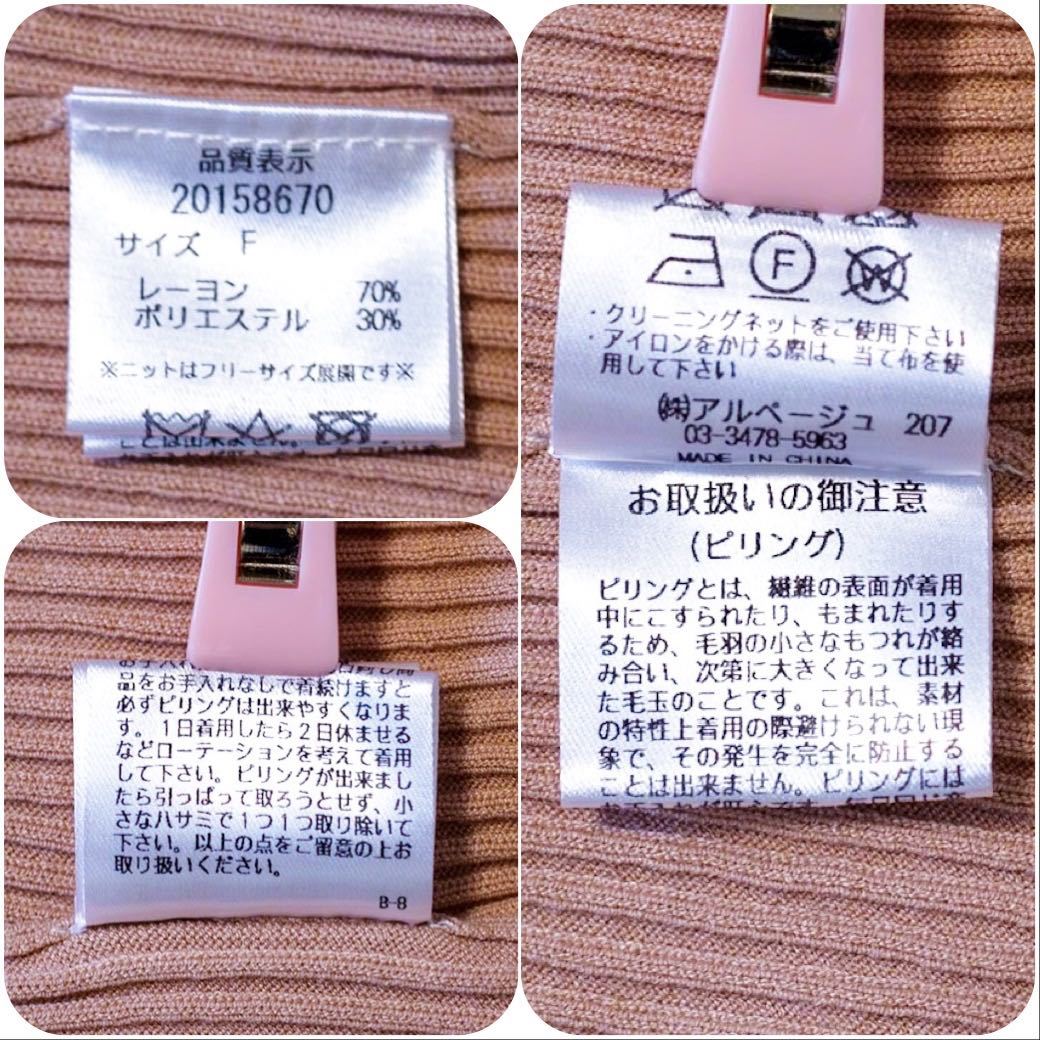 品質表示
20158670
サイズ F
レーヨン 70%
ポリエステル 30%
※ニットはフリーサイズ展開です※
F
W
・クリーニングネットをご使用下さい
・アイロンをかける際は、当て布を使
用して下さい
㈱アルページュ 207
03-3478-5963
MADE IN CHINA
お取扱いの御注意
(ピリング)
ピリングとは、繊維の表面が着用
中にこすられたり、もまれたりす
るため、毛羽の小さなもつれが絡
み合い、次第に大きくなって出来
た毛玉のことです。これは、素材
の特性上着用の際避けられない現
象で、その発生を完全に防止する
ことは出来ません。ピリングには
お手入れ
品をお手入れなしで着続けますと
必ずピリングは出来やすくなりま
す。1日着用したら2日休ませる
などローテーションを考えて着用
して下さい。ピリングが出来まし
たら引っぱって取ろうとせず、小
さなハサミで1つ1つ取り除いて
下さい。以上の点をご留意の上お
取り扱いください。
B-8